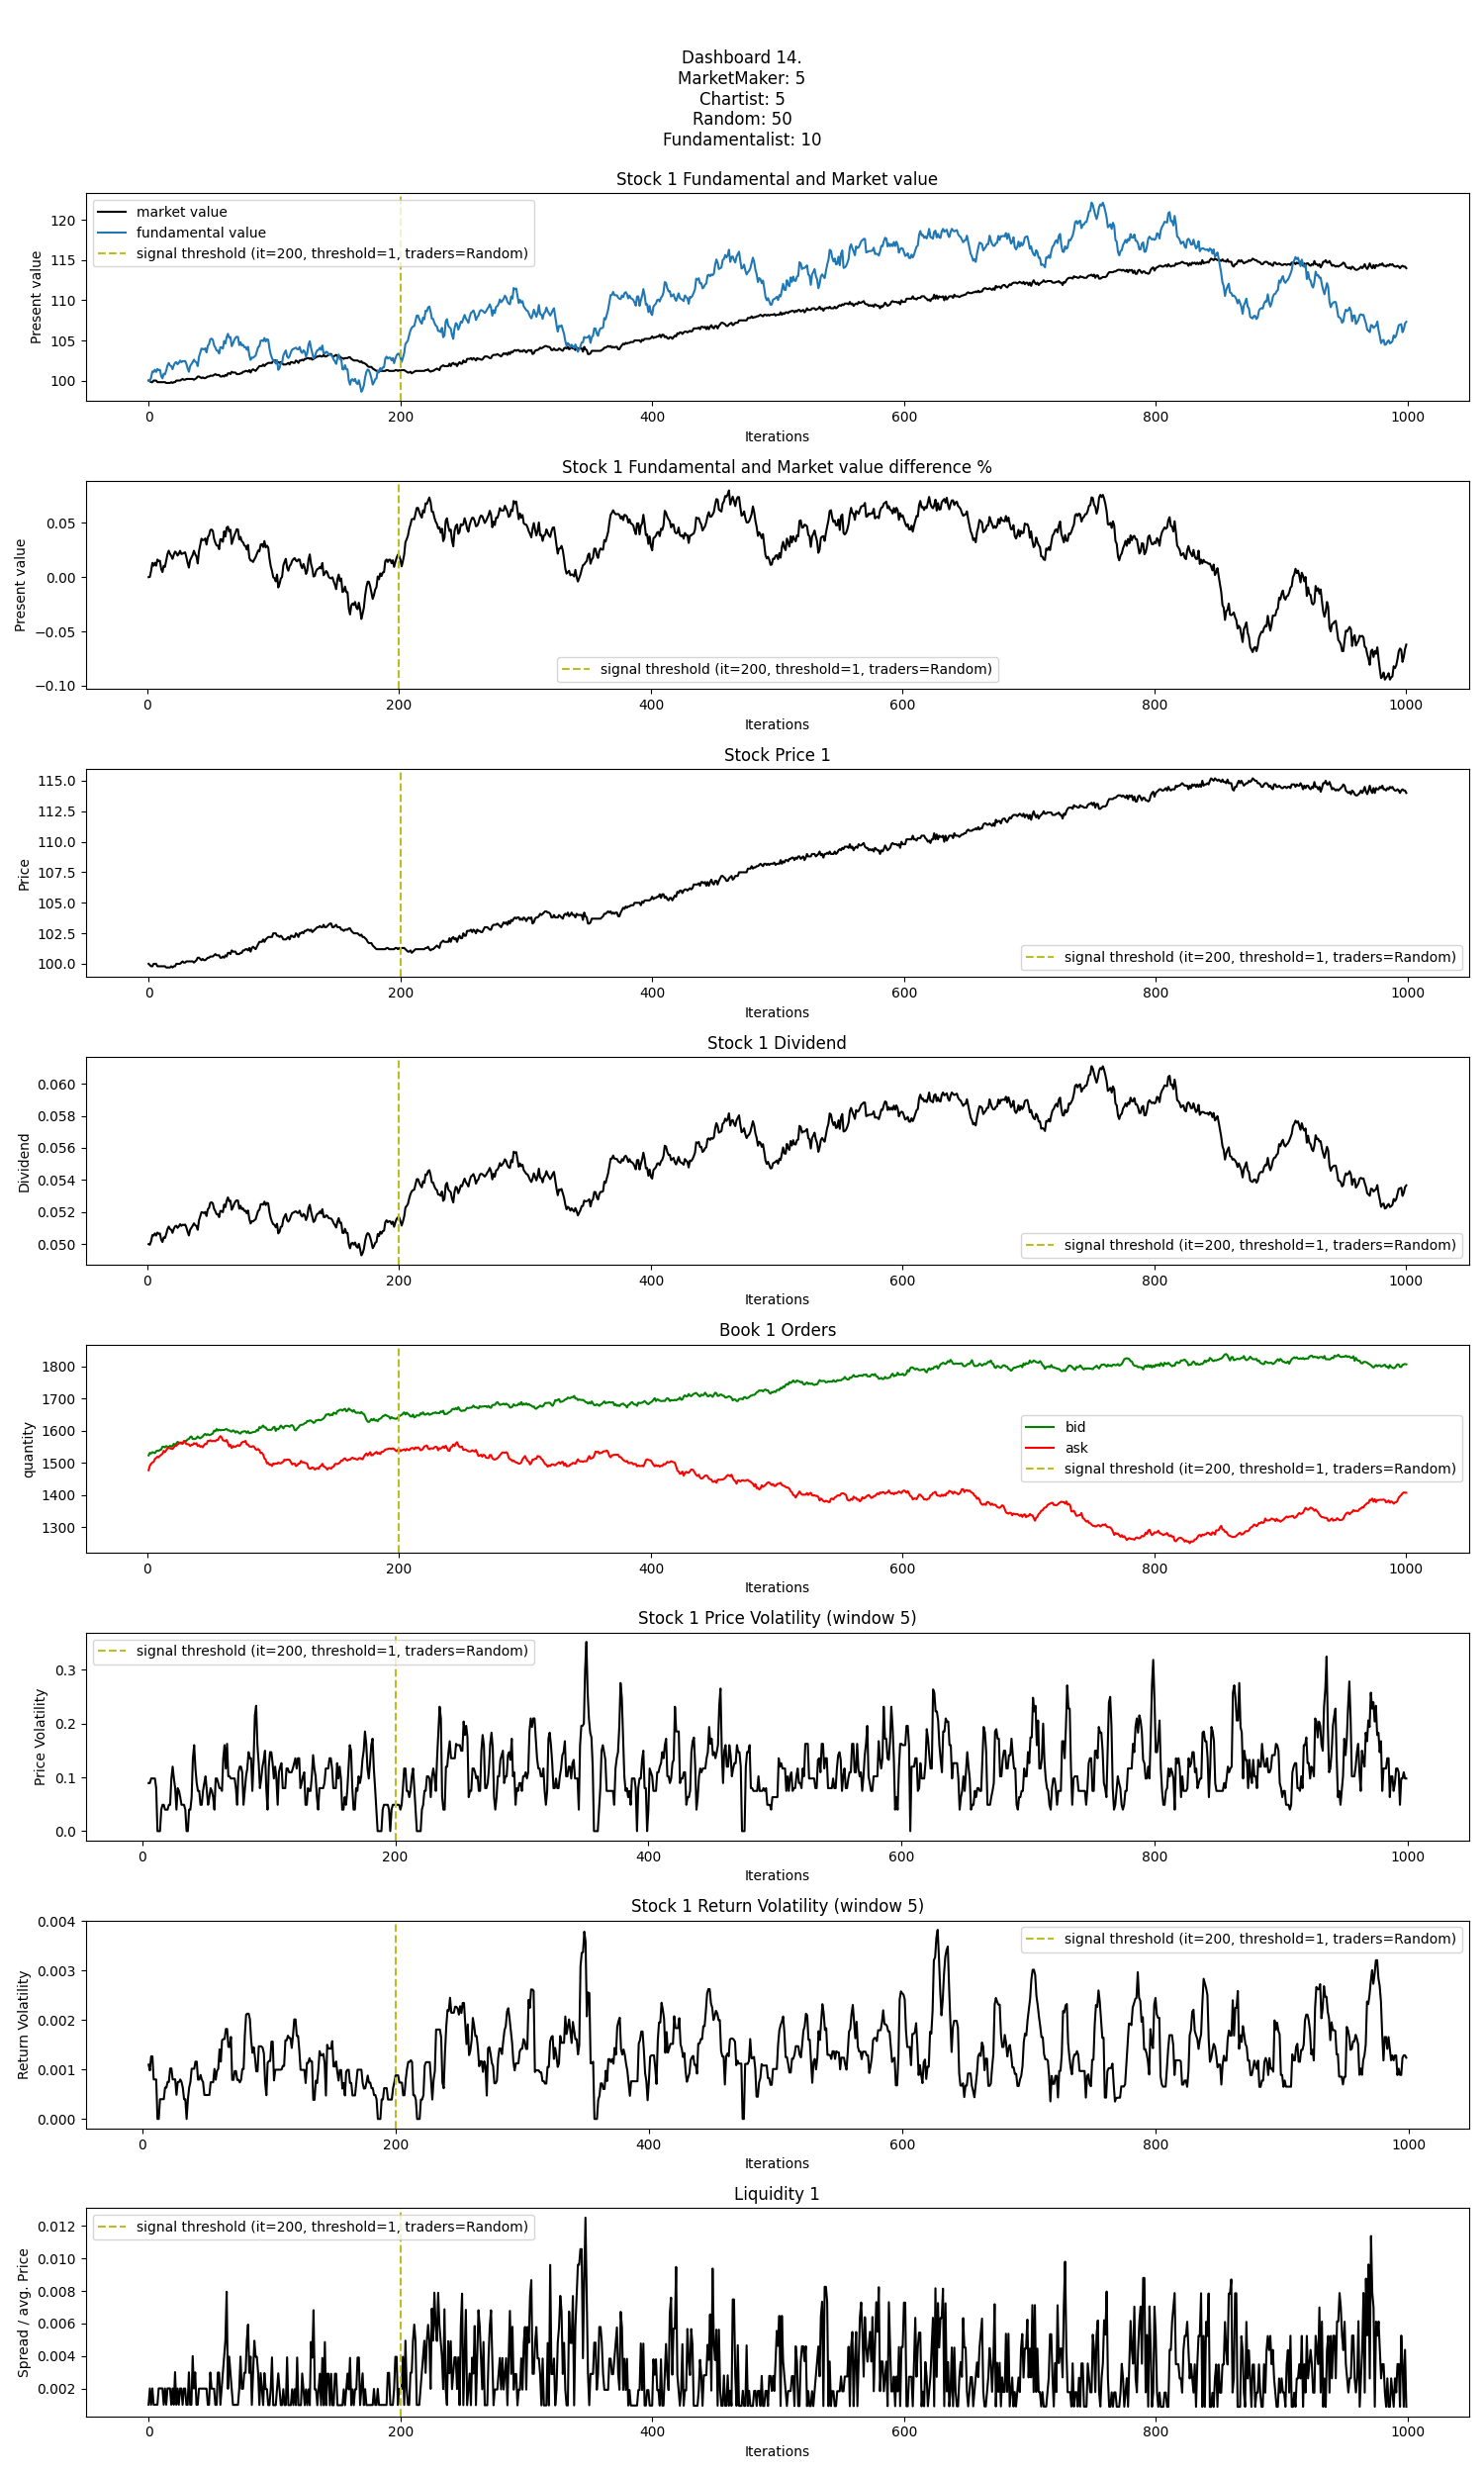 Dashboard 14.
MarketMaker: 5
Chartist: 5
Random: 50
Fundamentalist: 10
Stock 1 Fundamental and Market value
market value
fundamental value
signal threshold (it=200, threshold=1, traders=Random)
Present value
120
115
110
105
100
0 200 400 600 800 1000
Iterations
Stock 1 Fundamental and Market value difference %
Present value
0.05
0.00
−0.05
−0.10
signal threshold (it=200, threshold=1, traders=Random)
0 200 400 600 800 1000
Iterations
Stock Price 1
Price
115.0
112.5
110.0
107.5
105.0
102.5
100.0
signal threshold (it=200, threshold=1, traders=Random)
0 200 400 600 800 1000
Iterations
Stock 1 Dividend
Dividend
0.060
0.058
0.056
0.054
0.052
0.050
signal threshold (it=200, threshold=1, traders=Random)
0 200 400 600 800 1000
Iterations
Book 1 Orders
quantity
1800
1700
1600
1500
1400
1300
bid
ask
signal threshold (it=200, threshold=1, traders=Random)
0 200 400 600 800 1000
Iterations
Stock 1 Price Volatility (window 5)
signal threshold (it=200, threshold=1, traders=Random)
Price Volatility
0.3
0.2
0.1
0.0
0 200 400 600 800 1000
Iterations
Stock 1 Return Volatility (window 5)
signal threshold (it=200, threshold=1, traders=Random)
Return Volatility
0.004
0.003
0.002
0.001
0.000
0 200 400 600 800 1000
Iterations
Liquidity 1
signal threshold (it=200, threshold=1, traders=Random)
Spread / avg. Price
0.012
0.010
0.008
0.006
0.004
0.002
0 200 400 600 800 1000
Iterations